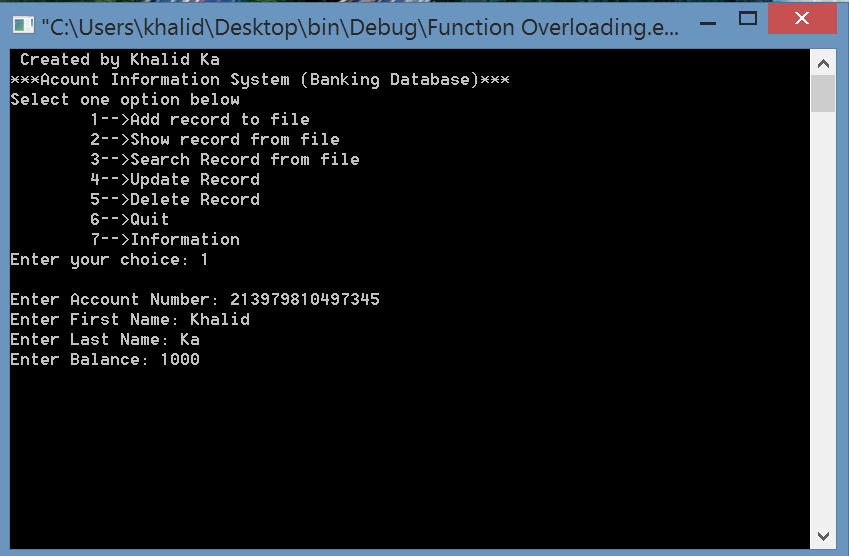 "C:\Users\khalid\Desktop\bin\Debug\Function Overloading.e...
Created by Khalid Ka
***Acount Information System (Banking Database)***
Select one option below
1-->Add record to file
2-->Show record from file
3-->Search Record from file
4-->Update Record
5-->Delete Record
6-->Quit
7-->Information
Enter your choice: 1
Enter Account Number: 213979810497345
Enter First Name: Khalid
Enter Last Name: Ka
Enter Balance: 1000